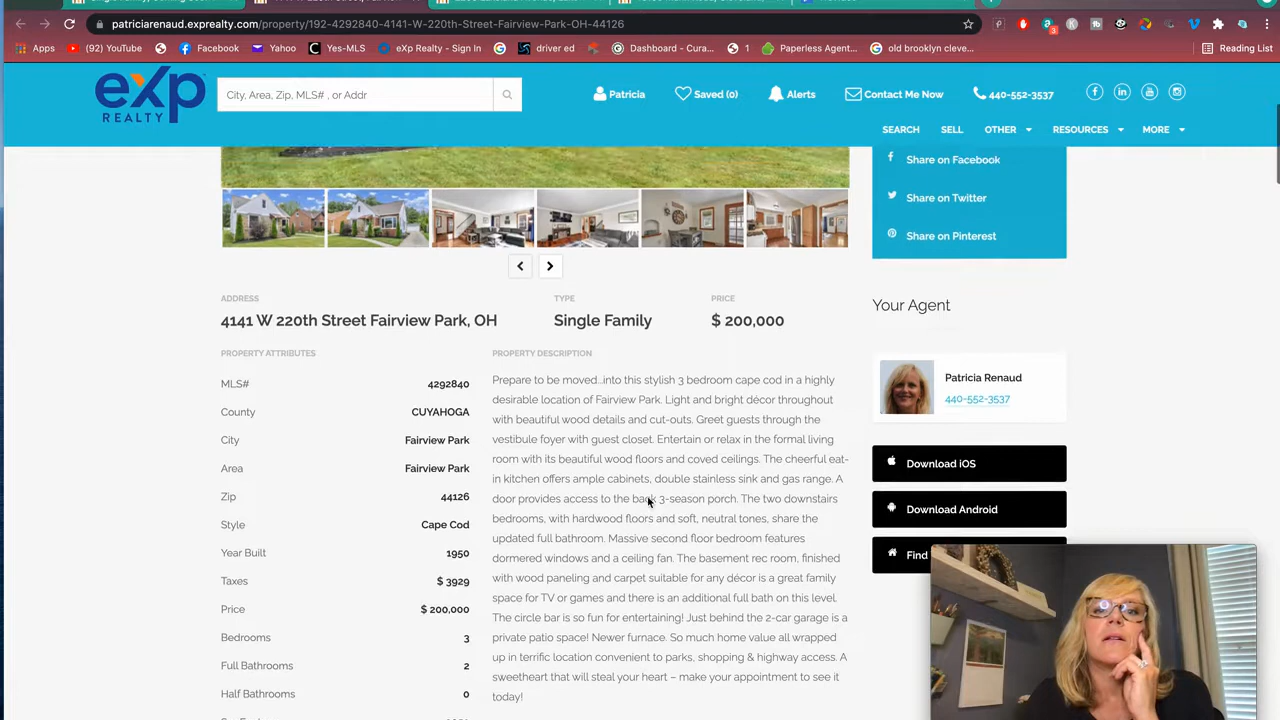 patriciarenaud.exprealty.com/property/192-4292840-4141-W-220th-Street-Fairview-Park-OH-44126
Apps (92) YouTube Facebook Yahoo Yes-MLS eXp Realty - Sign In driver ed Dashboard - Cura... 1 Paperless Agent... old brooklyn cleve... Reading List
eXp REALTY
City, Area, Zip, MLS# , or Addr
Patricia Saved (0) Alerts Contact Me Now 440-552-3537
SEARCH SELL OTHER RESOURCES MORE
Share on Facebook
Share on Twitter
Share on Pinterest
ADDRESS TYPE PRICE
4141 W 220th Street Fairview Park, OH Single Family $ 200,000
PROPERTY ATTRIBUTES
MLS# 4292840
County CUYAHOGA
City Fairview Park
Area Fairview Park
Zip 44126
Style Cape Cod
Year Built 1950
Taxes $ 3929
Price $ 200,000
Bedrooms 3
Full Bathrooms 2
Half Bathrooms 0
PROPERTY DESCRIPTION
Prepare to be moved...into this stylish 3 bedroom cape cod in a highly
desirable location of Fairview Park. Light and bright décor throughout
with beautiful wood details and cut-outs. Greet guests through the
vestibule foyer with guest closet. Entertain or relax in the formal living
room with its beautiful wood floors and coved ceilings. The cheerful eat-
in kitchen offers ample cabinets, double stainless sink and gas range. A
door provides access to the back 3-season porch. The two downstairs
bedrooms, with hardwood floors and soft, neutral tones, share the
updated full bathroom. Massive second floor bedroom features
dormered windows and a ceiling fan. The basement rec room, finished
with wood paneling and carpet suitable for any décor is a great family
space for TV or games and there is an additional full bath on this level.
The circle bar is so fun for entertaining! Just behind the 2-car garage is a
private patio space! Newer furnace. So much home value all wrapped
up in terrific location convenient to parks, shopping & highway access. A
sweetheart that will steal your heart – make your appointment to see it
today!
Your Agent
Patricia Renaud
440-552-3537
Download iOS
Download Android
Find